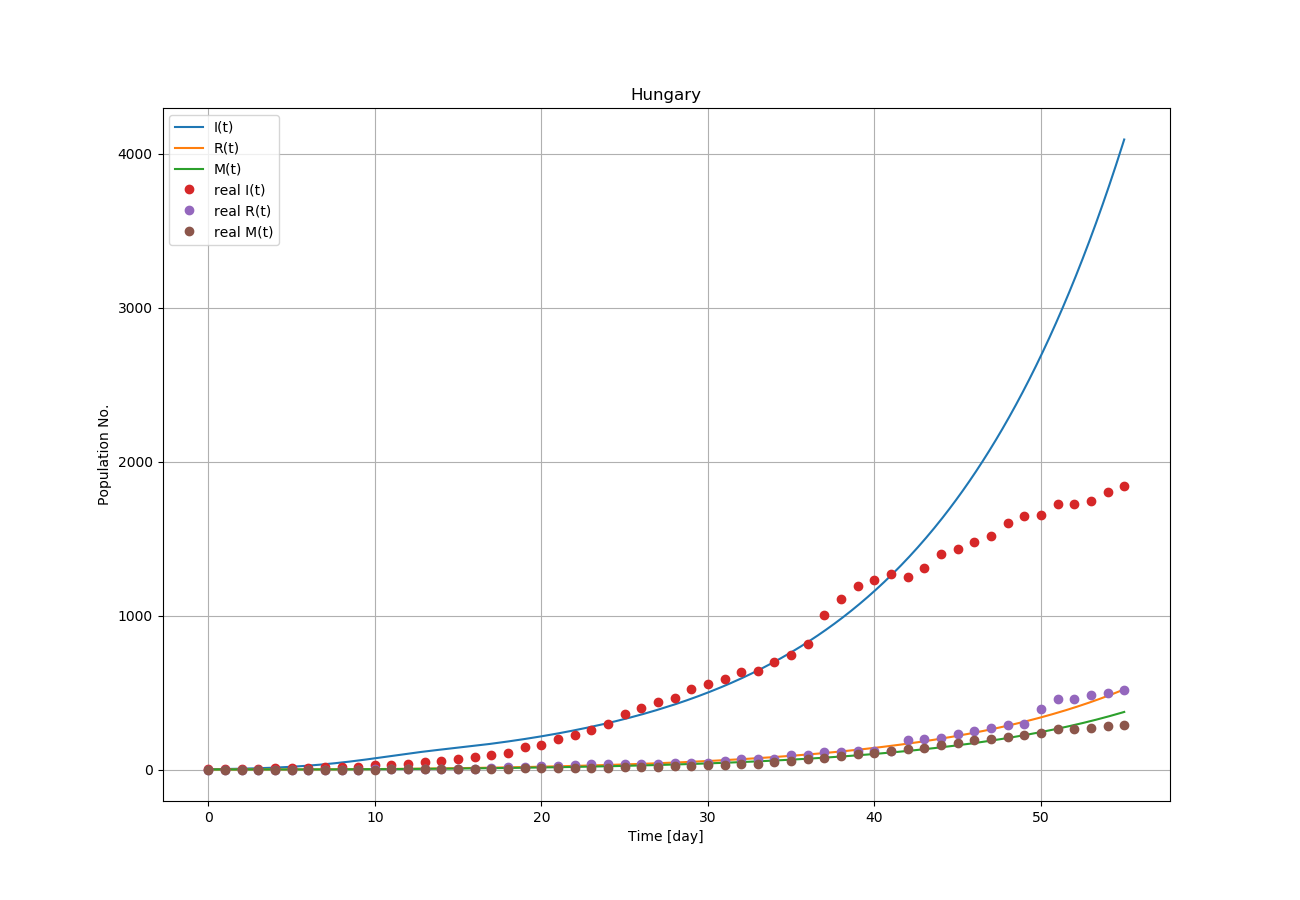 Hungary
I(t)
R(t)
M(t)
real I(t)
real R(t)
real M(t)
4000
3000
2000
1000
0
Population No.
0 10 20 30 40 50
Time [day]